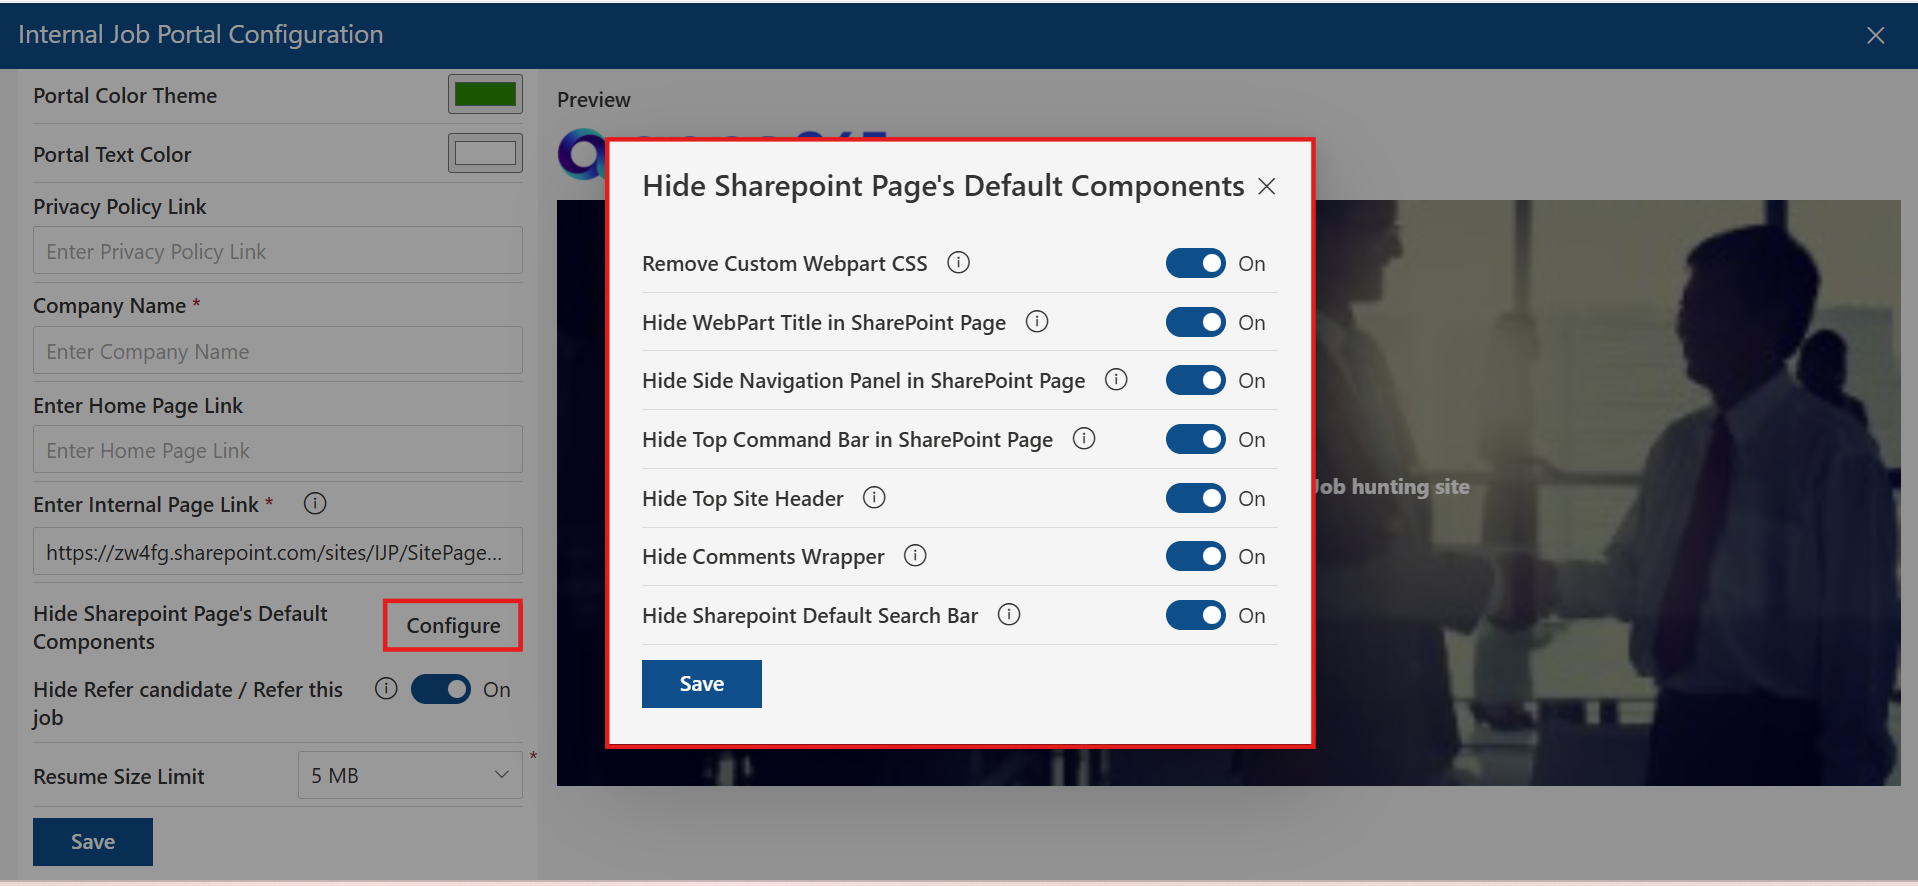 Internal Job Portal Configuration
Portal Color Theme
Portal Text Color
Privacy Policy Link
Enter Privacy Policy Link
Company Name *
Enter Company Name
Enter Home Page Link
Enter Home Page Link
Enter Internal Page Link *
https://zw4fg.sharepoint.com/sites/IJP/SitePage...
Hide Sharepoint Page's Default
Components
Configure
Hide Refer candidate / Refer this
job
On
Resume Size Limit
5 MB
*
Save
Preview
Hide Sharepoint Page's Default Components
Remove Custom Webpart CSS
On
Hide WebPart Title in SharePoint Page
On
Hide Side Navigation Panel in SharePoint Page
On
Hide Top Command Bar in SharePoint Page
On
Hide Top Site Header
On
Hide Comments Wrapper
On
Hide Sharepoint Default Search Bar
On
Save
Job hunting site